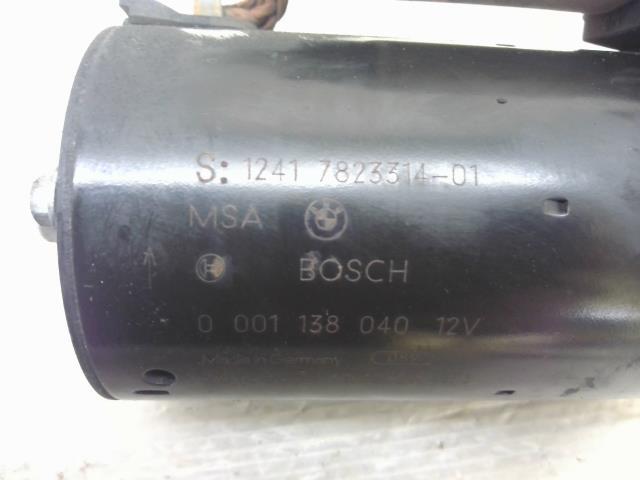 S: 1241 7823314-01
MSA
BOSCH
0 001 138 040 12V
Made in Germany